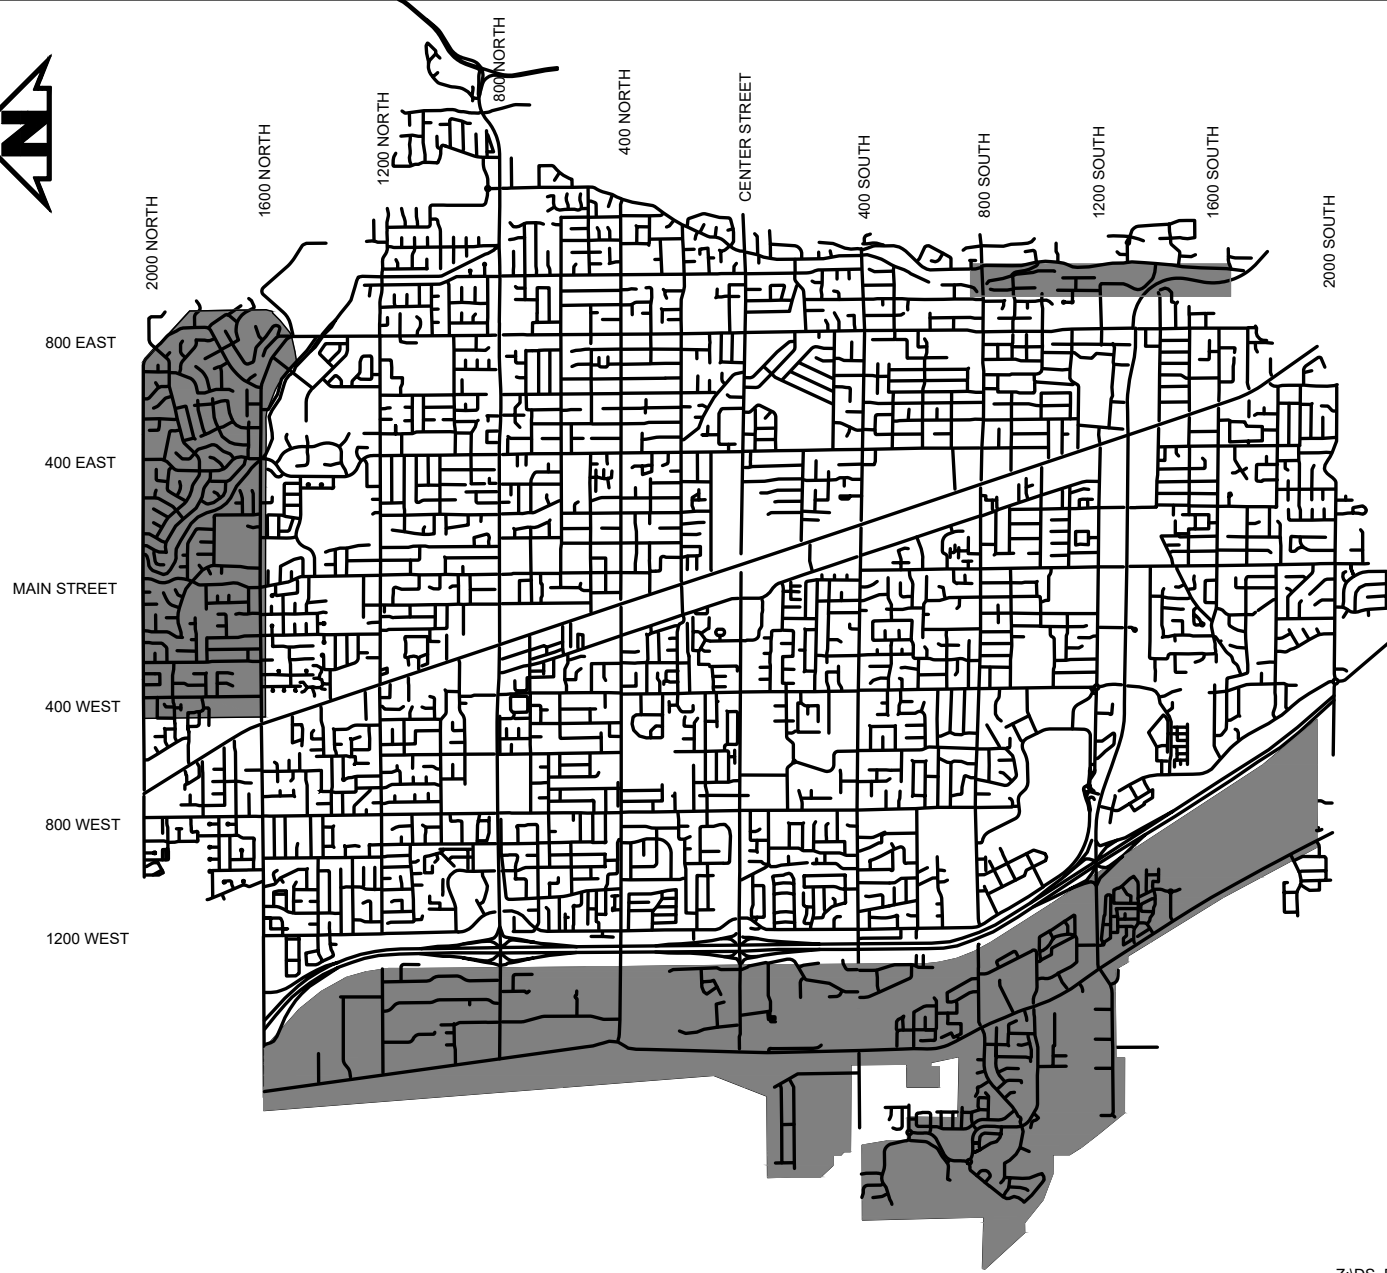 800 NORTH
400 NORTH
CENTER STREET
1200 NORTH
1600 NORTH
400 SOUTH
800 SOUTH
1200 SOUTH
1600 SOUTH
2000 NORTH
2000 SOUTH
N
800 EAST
400 EAST
MAIN STREET
400 WEST
800 WEST
1200 WEST